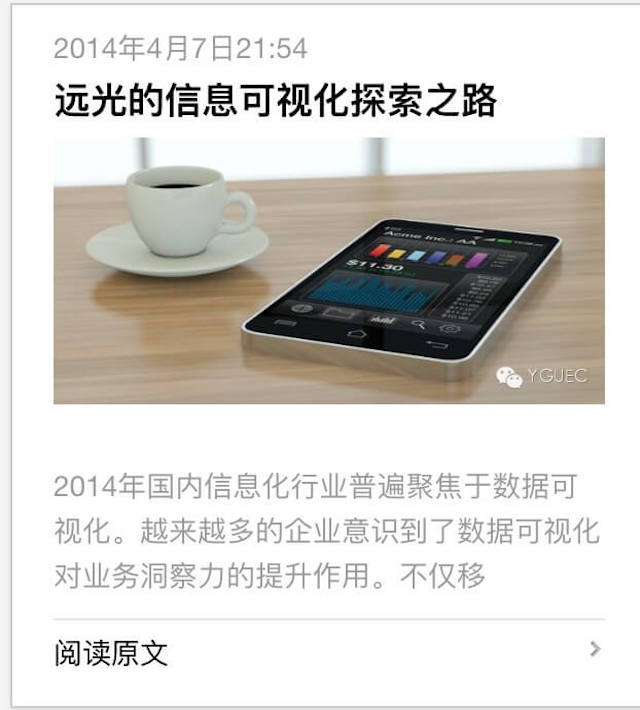 2014年4月7日21:54
远光的信息可视化探索之路
Acme Inc.: AA
$11.30
YGUEC
2014年国内信息化行业普遍聚焦于数据可
视化。越来越多的企业意识到了数据可视化
对业务洞察力的提升作用。不仅移
阅读原文